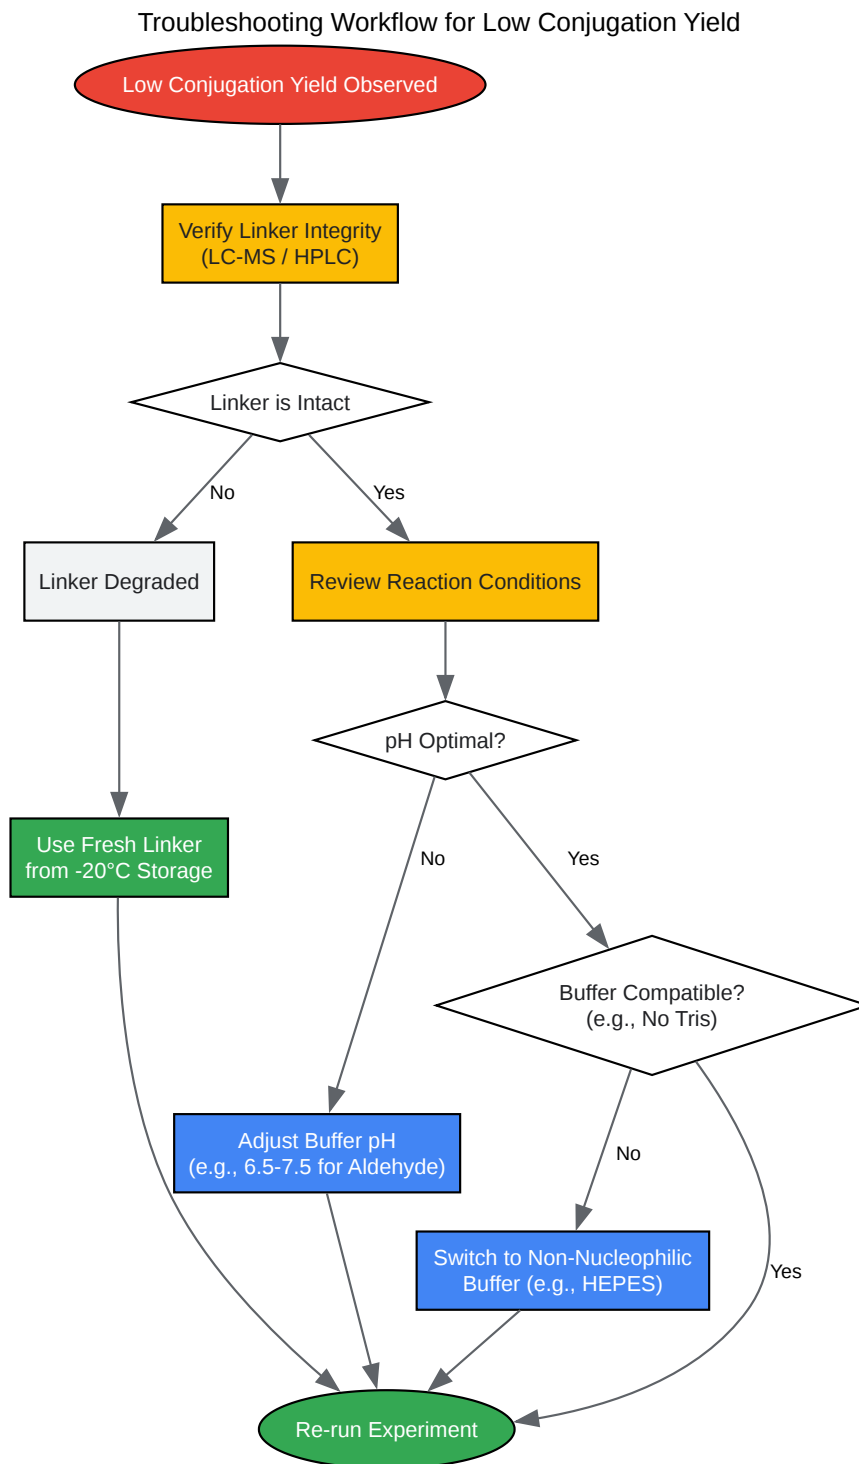 Troubleshooting Workflow for Low Conjugation Yield
Low Conjugation Yield Observed
Verify Linker Integrity
(LC-MS / HPLC)
Linker is Intact
No
Yes
Linker Degraded
Review Reaction Conditions
pH Optimal?
Use Fresh Linker
from -20°C Storage
No
Yes
Buffer Compatible?
(e.g., No Tris)
Adjust Buffer pH
(e.g., 6.5-7.5 for Aldehyde)
No
Switch to Non-Nucleophilic
Buffer (e.g., HEPES)
Yes
Re-run Experiment